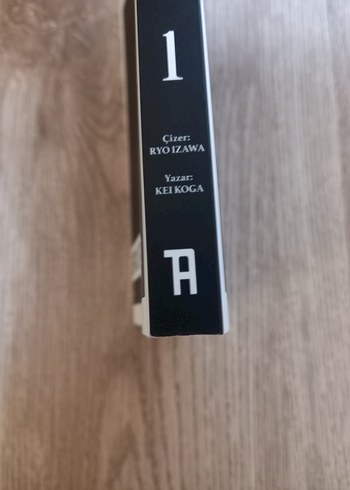 1
Çizer:
RYO IZAWA
Yazar:
KEI KOGA